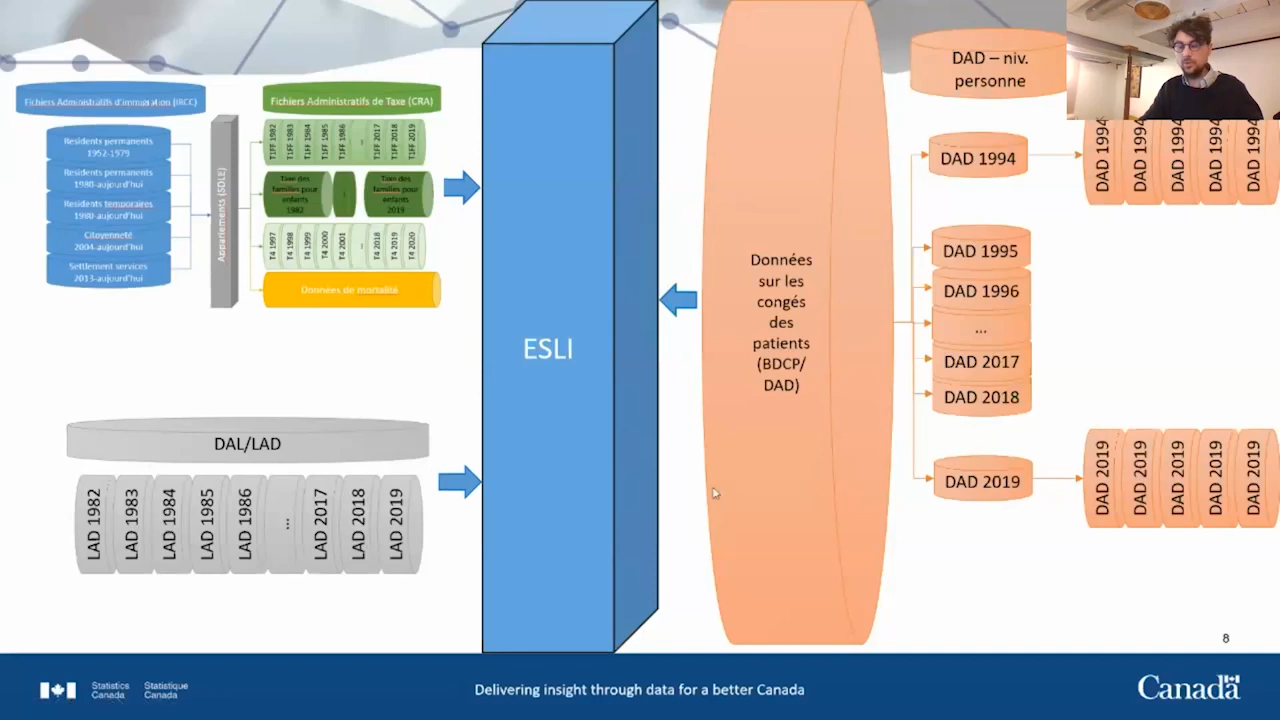 Fichiers Administratifs d'immigration (IRCC)
Résidents permanents
1952-1979
Résidents permanents
1980-aujourd'hui
Résidents temporaires
1980-aujourd'hui
Citoyenneté
2004-aujourd'hui
Settlement services
2013-aujourd'hui
Appariements (SDLE)
Fichiers Administratifs de Taxe (CRA)
T1FF 1982
T1FF 1983
T1FF 1984
T1FF 1985
T1FF 1986
...
T1FF 2017
T1FF 2018
T1FF 2019
Taxe des
familles pour
enfants
1982
...
Taxe des
familles pour
enfants
2019
T4 1997
T4 1998
T4 1999
T4 2000
T4 2001
...
T4 2018
T4 2019
T4 2020
Données de mortalité
DAL/LAD
LAD 1982
LAD 1983
LAD 1984
LAD 1985
LAD 1986
...
LAD 2017
LAD 2018
LAD 2019
ESLI
Données
sur les
congés
des
patients
(BDCP/
DAD)
DAD – niv.
personne
DAD 1994
DAD 1994
DAD 1994
DAD 1994
DAD 1994
DAD 1994
DAD 1995
DAD 1996
...
DAD 2017
DAD 2018
DAD 2019
DAD 2019
DAD 2019
DAD 2019
DAD 2019
DAD 2019
8
Statistics
Canada
Statistique
Canada
Delivering insight through data for a better Canada
Canada